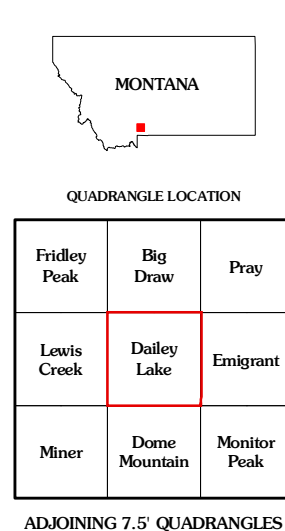 MONTANA
QUADRANGLE LOCATION
Fridley
Peak
Big
Draw
Pray
Lewis
Creek
Dailey
Lake
Emigrant
Miner
Dome
Mountain
Monitor
Peak
ADJOINING 7.5' QUADRANGLES